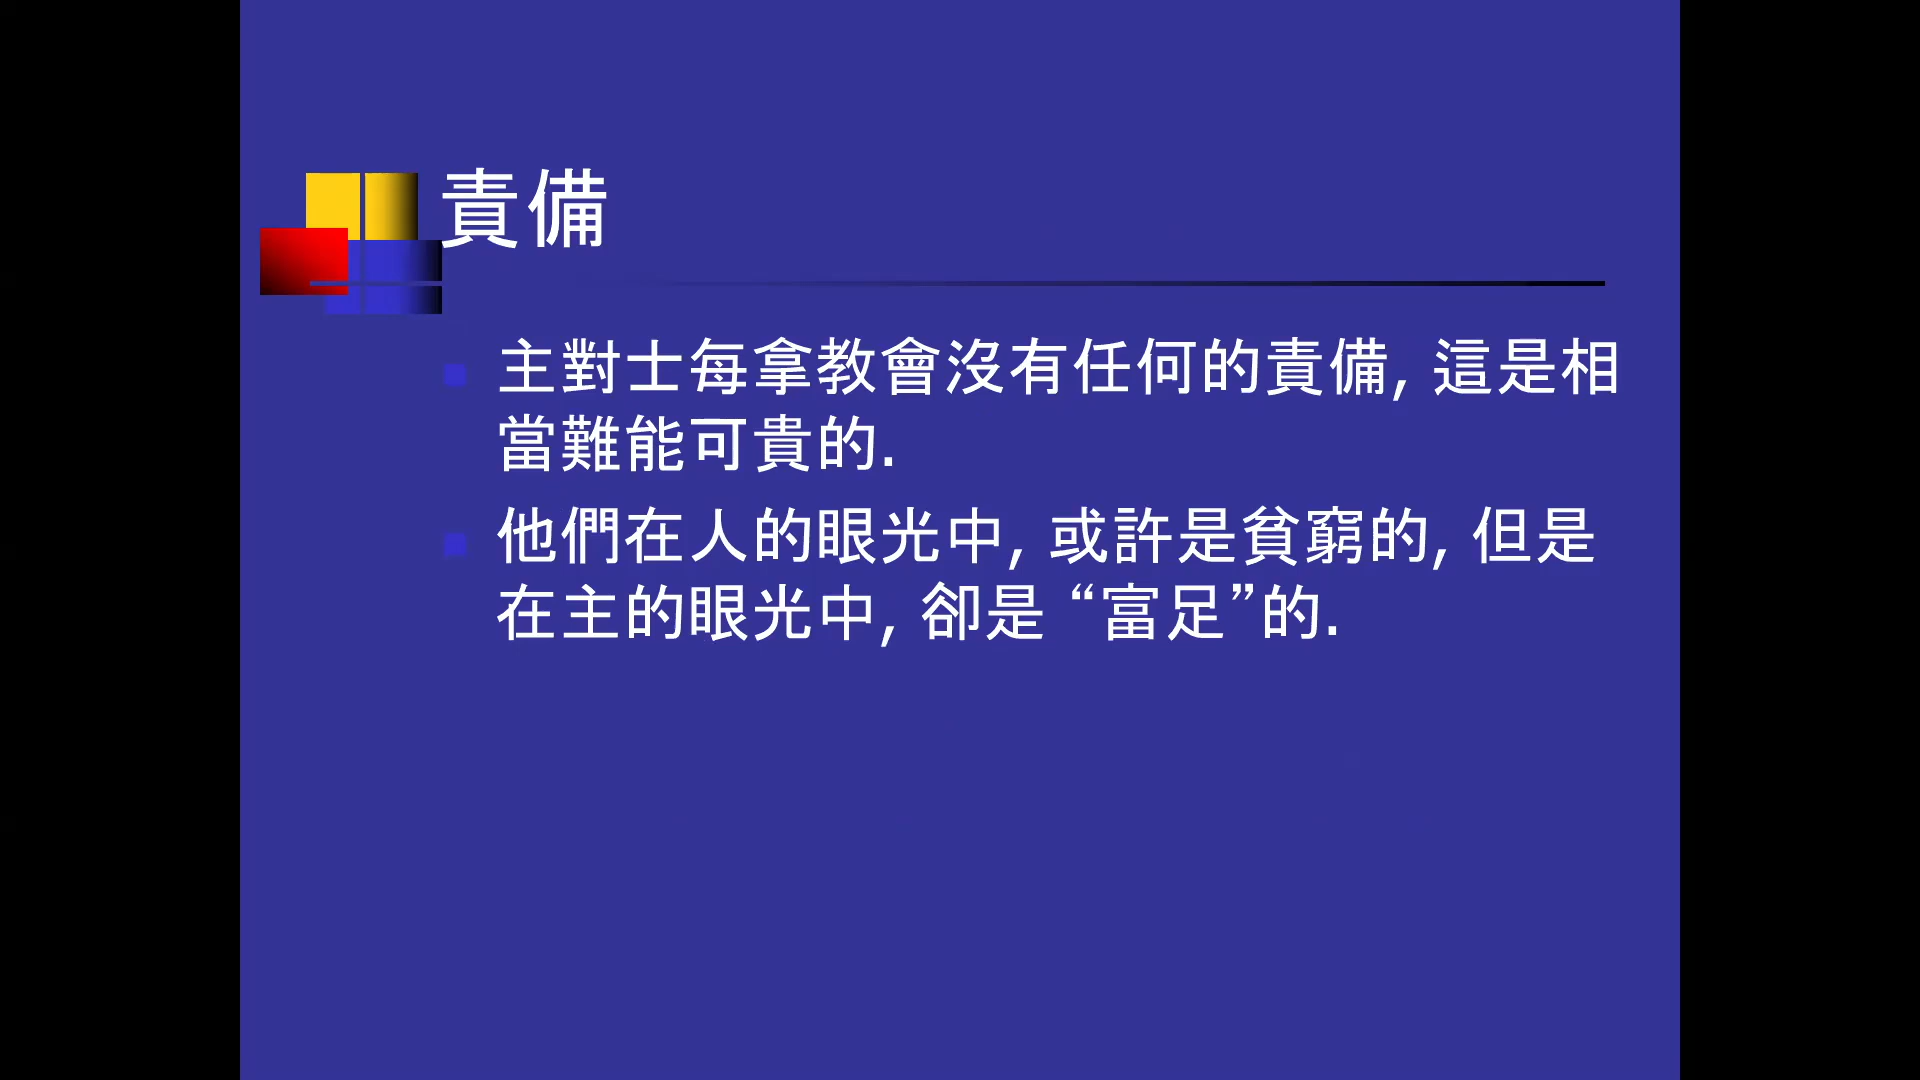 責備
主對士每拿教會沒有任何的責備, 這是相
當難能可貴的.
他們在人的眼光中, 或許是貧窮的, 但是
在主的眼光中, 卻是 “富足”的.